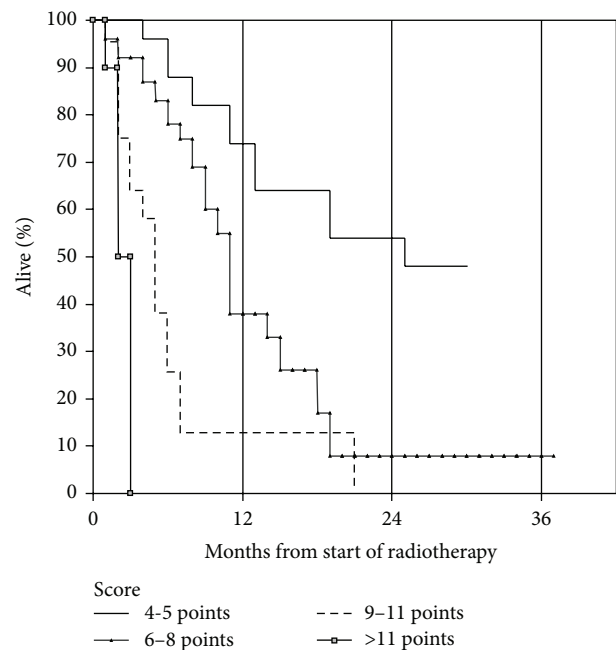 100
90
80
70
60
50
40
30
20
10
0
Alive (%)
0 12 24 36
Months from start of radiotherapy
Score
4-5 points 9–11 points
6–8 points >11 points